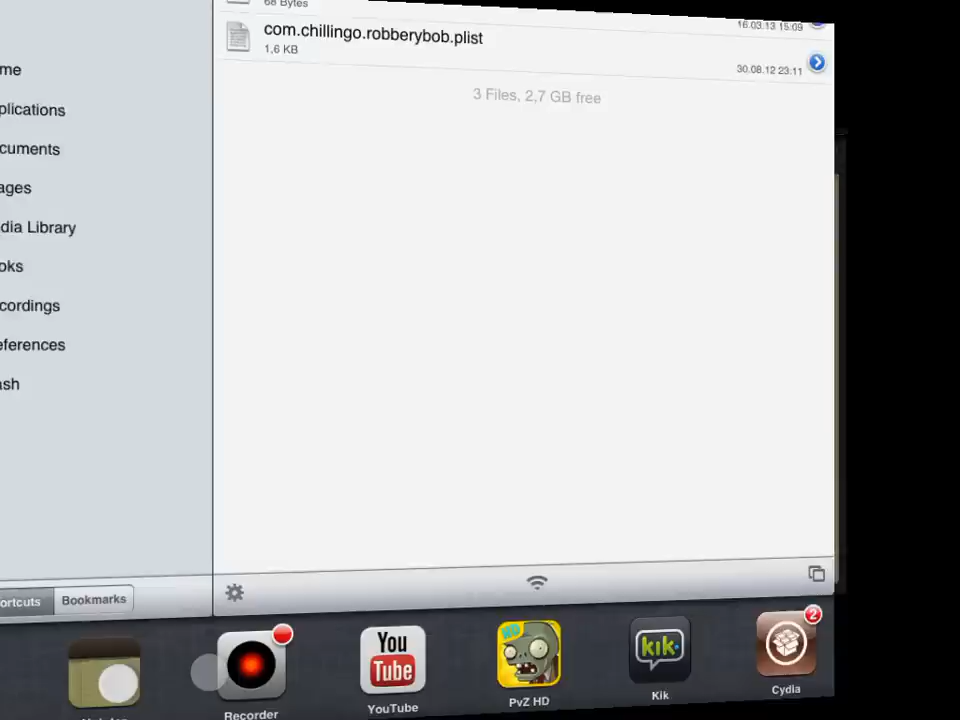 68 Bytes
16.03.13 15:09
com.chillingo.robberybob.plist
1,6 KB
30.08.12 23:11
3 Files, 2,7 GB free
me
plications
cuments
ages
dia Library
oks
cordings
eferences
ash
ortcuts
Bookmarks
Recorder
You
Tube
YouTube
HD
PvZ HD
kik
Kik
2
Cydia